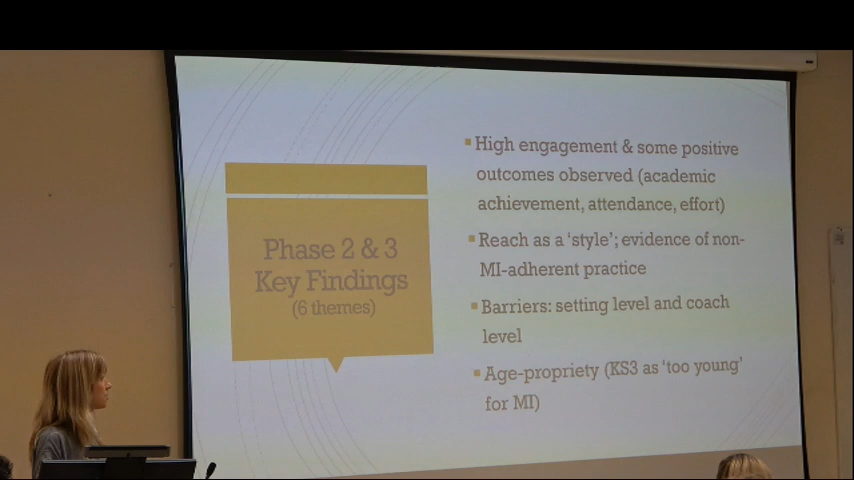 Phase 2 & 3
Key Findings
(6 themes)
▪ High engagement & some positive
outcomes observed (academic
achievement, attendance, effort)
▪ Reach as a ‘style’; evidence of non-
MI-adherent practice
▪ Barriers: setting level and coach
level
▪ Age-propriety (KS3 as ‘too young’
for MI)